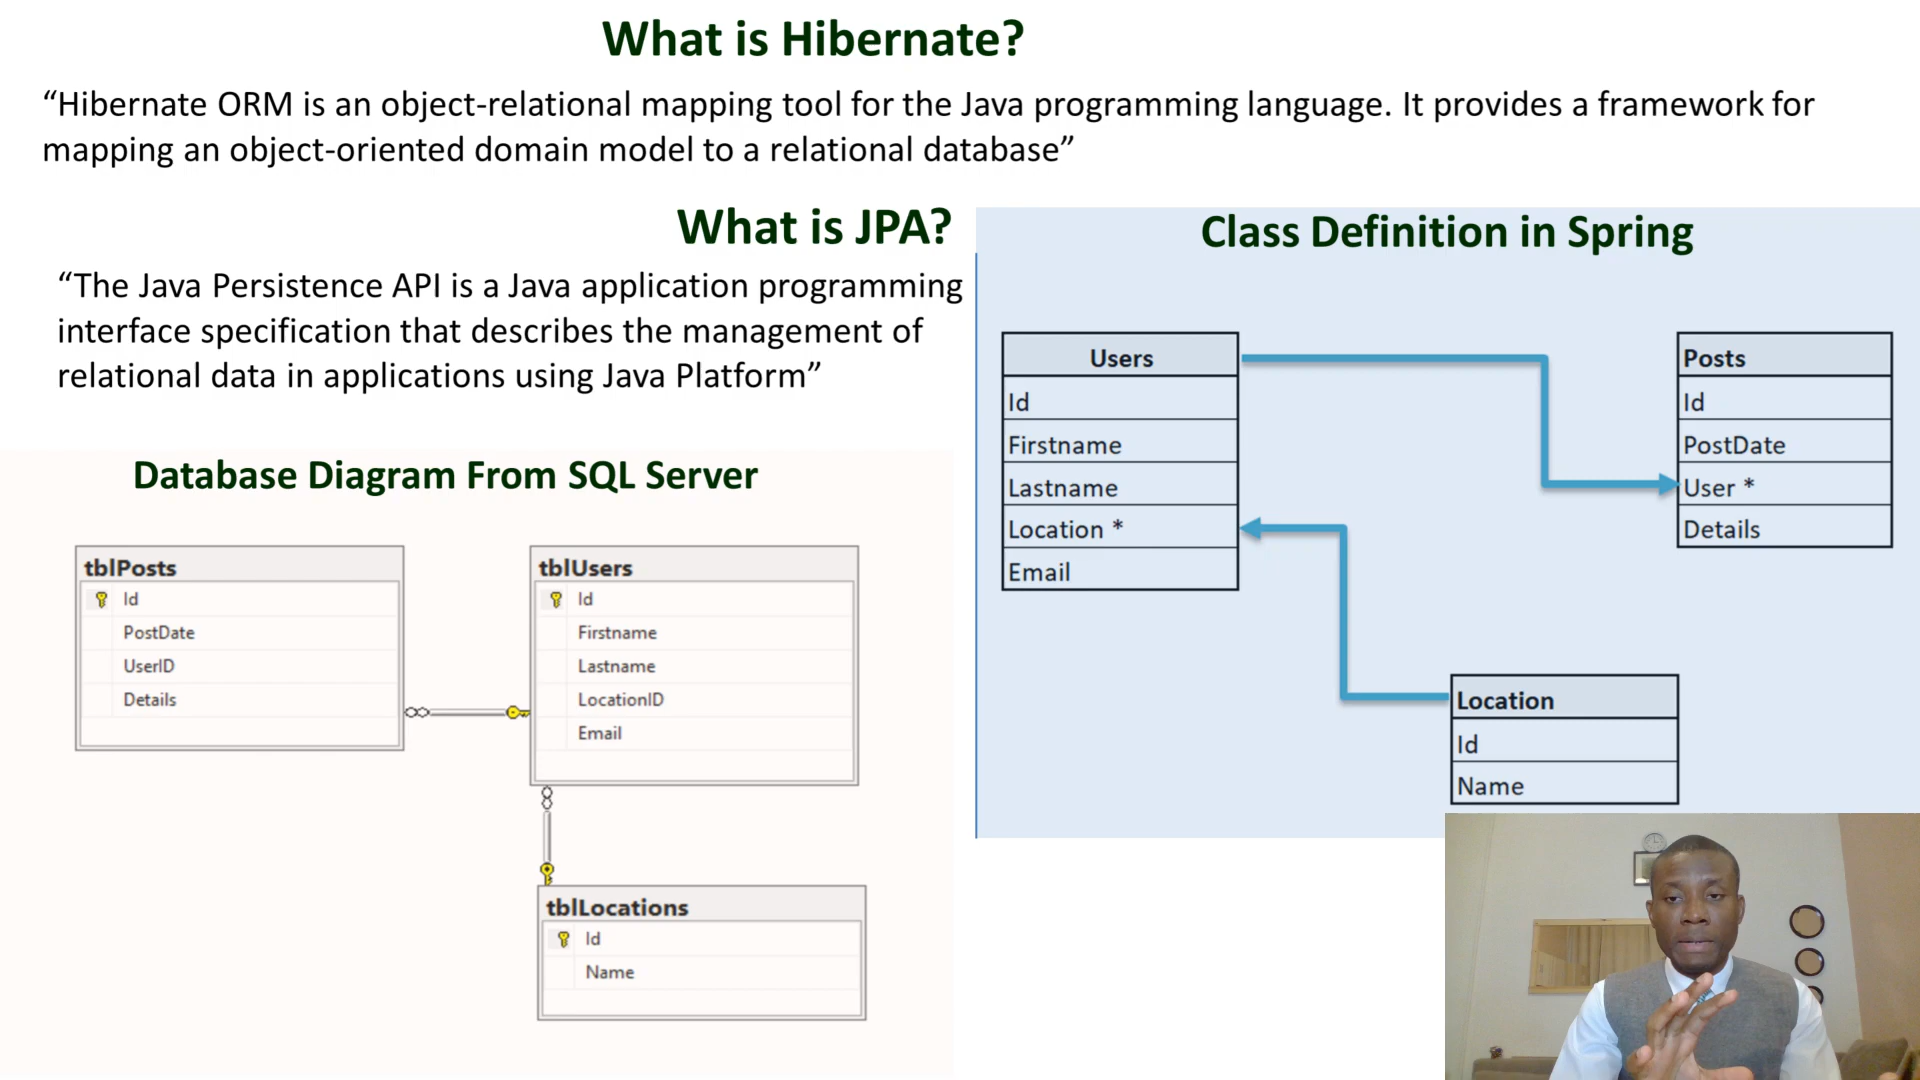 What is Hibernate?
“Hibernate ORM is an object-relational mapping tool for the Java programming language. It provides a framework for
mapping an object-oriented domain model to a relational database”
What is JPA?
“The Java Persistence API is a Java application programming
interface specification that describes the management of
relational data in applications using Java Platform”
Class Definition in Spring
Users
Id
Firstname
Lastname
Location *
Email
Posts
Id
PostDate
User *
Details
Location
Id
Name
Database Diagram From SQL Server
tblPosts
Id
PostDate
UserID
Details
tblUsers
Id
Firstname
Lastname
LocationID
Email
tblLocations
Id
Name